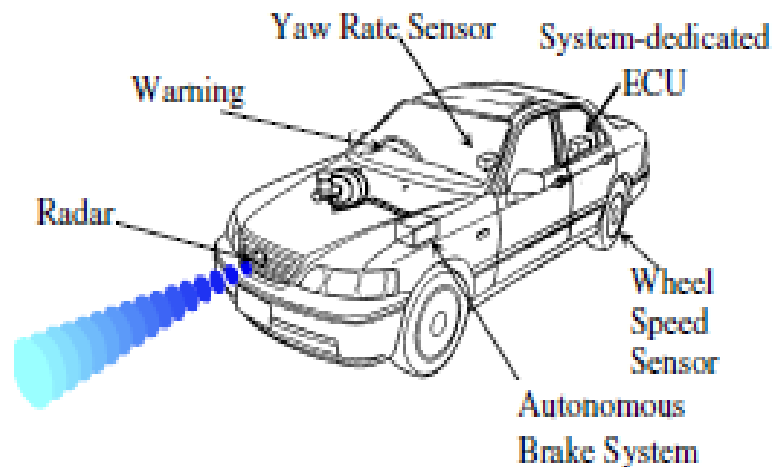 Yaw Rate Sensor
System-dedicated
ECU
Warning
Radar
Wheel
Speed
Sensor
Autonomous
Brake System